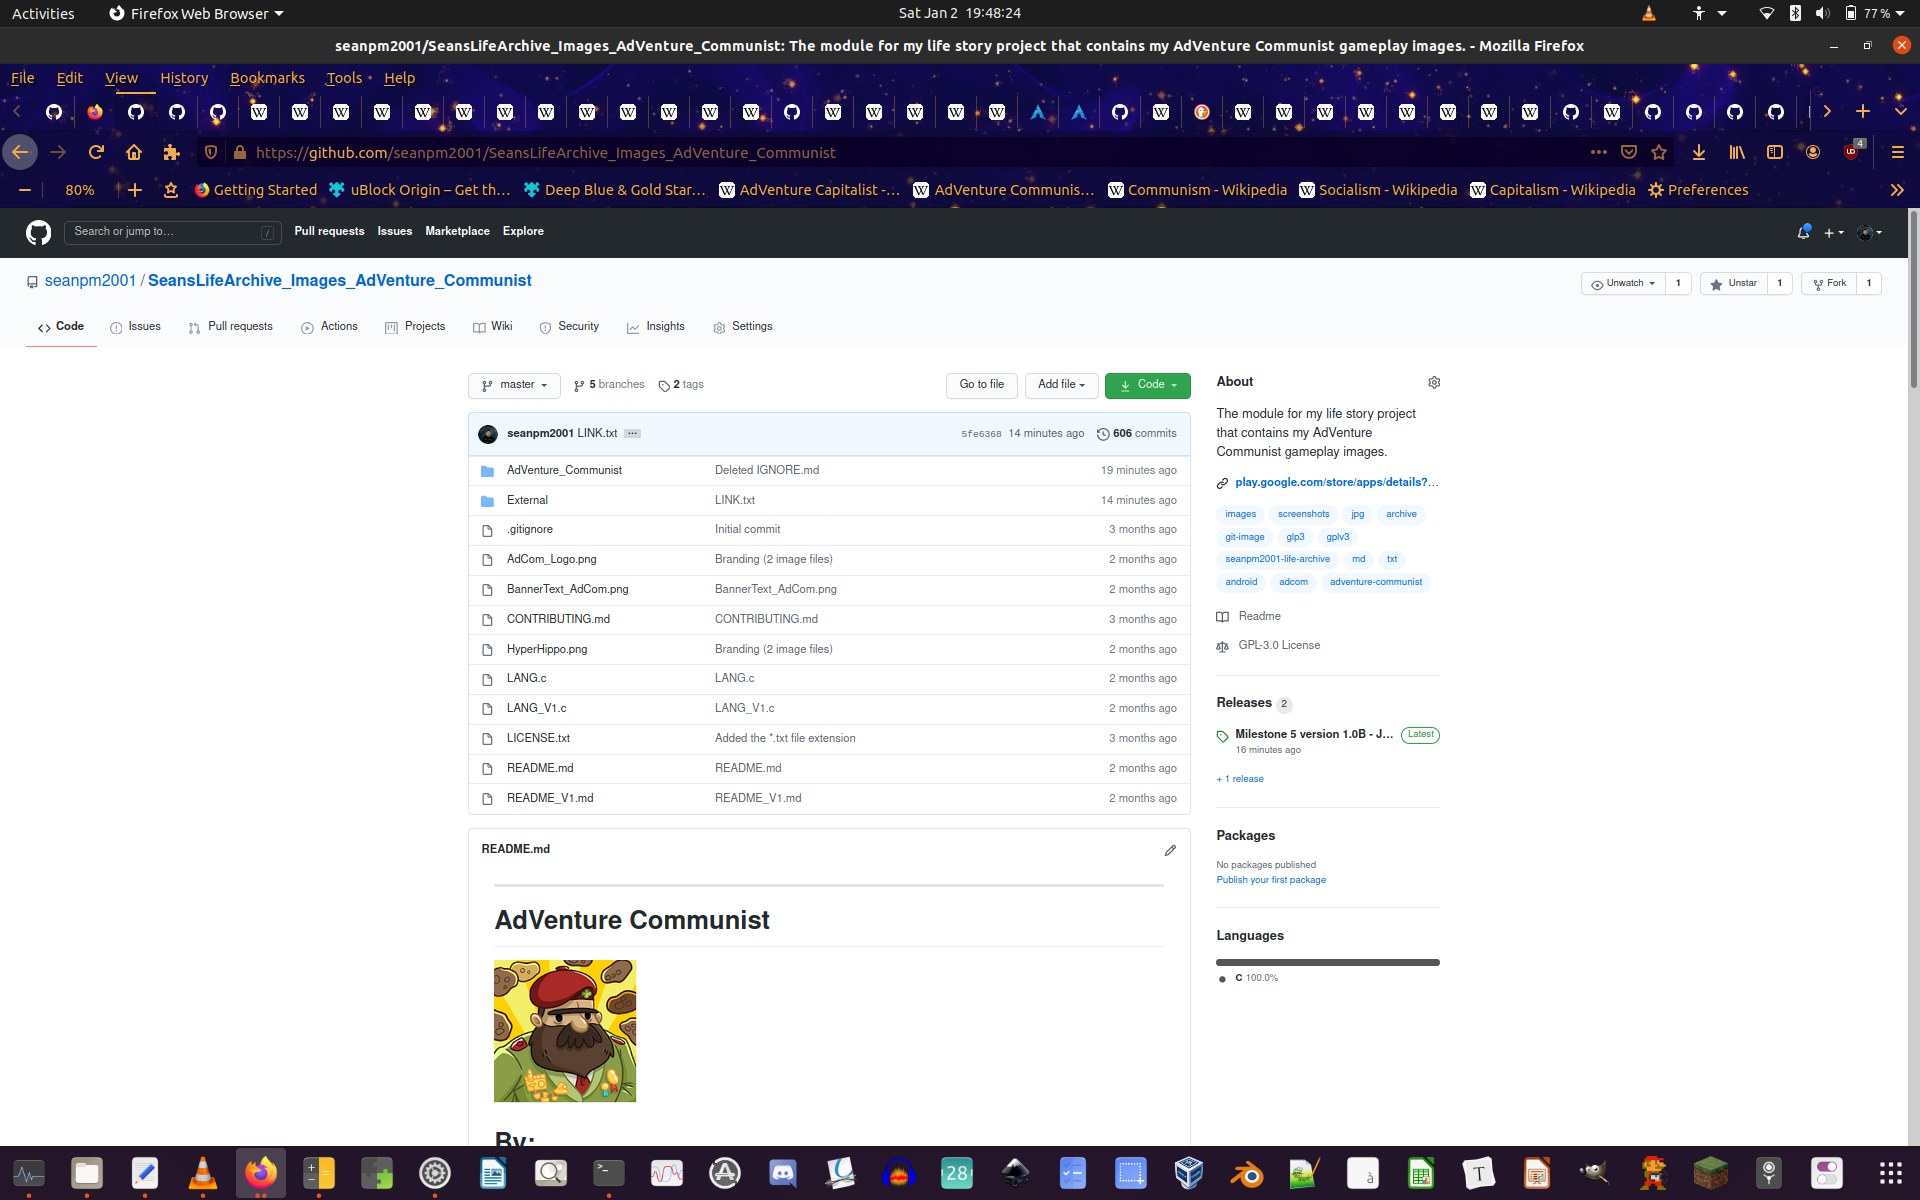 Activities Firefox Web Browser Sat Jan 2 19:48:24 77 %
seanpm2001/SeansLifeArchive_Images_AdVenture_Communist: The module for my life story project that contains my AdVenture Communist gameplay images. - Mozilla Firefox
File Edit View History Bookmarks Tools Help
https://github.com/seanpm2001/SeansLifeArchive_Images_AdVenture_Communist 4
80% Getting Started uBlock Origin – Get th… Deep Blue & Gold Star… AdVenture Capitalist -… AdVenture Communis… Communism - Wikipedia Socialism - Wikipedia Capitalism - Wikipedia Preferences
Search or jump to… / Pull requests Issues Marketplace Explore
seanpm2001 / SeansLifeArchive_Images_AdVenture_Communist Unwatch 1 Unstar 1 Fork 1
Code Issues Pull requests Actions Projects Wiki Security Insights Settings
master 5 branches 2 tags Go to file Add file Code
seanpm2001 LINK.txt ... 5fe6368 14 minutes ago 606 commits
AdVenture_Communist Deleted IGNORE.md 19 minutes ago
External LINK.txt 14 minutes ago
.gitignore Initial commit 3 months ago
AdCom_Logo.png Branding (2 image files) 2 months ago
BannerText_AdCom.png BannerText_AdCom.png 2 months ago
CONTRIBUTING.md CONTRIBUTING.md 3 months ago
HyperHippo.png Branding (2 image files) 2 months ago
LANG.c LANG.c 2 months ago
LANG_V1.c LANG_V1.c 2 months ago
LICENSE.txt Added the *.txt file extension 3 months ago
README.md README.md 2 months ago
README_V1.md README_V1.md 2 months ago
README.md
AdVenture Communist
By:
About
The module for my life story project
that contains my AdVenture
Communist gameplay images.
play.google.com/store/apps/details?...
images screenshots jpg archive
git-image glp3 gplv3
seanpm2001-life-archive md txt
android adcom adventure-communist
Readme
GPL-3.0 License
Releases 2
Milestone 5 version 1.0B - J... Latest
16 minutes ago
+ 1 release
Packages
No packages published
Publish your first package
Languages
C 100.0%
28